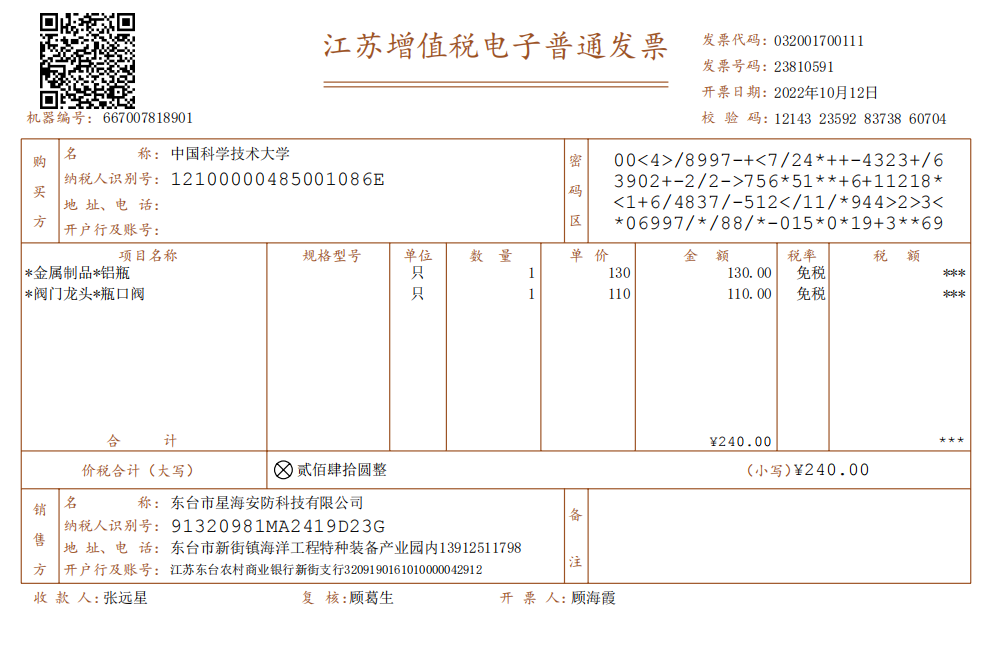 江苏增值税电子普通发票
发票代码: 032001700111
发票号码: 23810591
开票日期: 2022年10月12日
校 验 码: 12143 23592 83738 60704
机器编号: 667007818901
购买方
名 称: 中国科学技术大学
纳税人识别号: 12100000485001086E
地 址、电 话:
开户行及账号:
密码区
00<4>/8997-+<7/24*++-4323+/6
3902+-2/2->756*51**+6+11218*
<1+6/4837/-512</11/*944>2>3<
*06997/*/88/*-015*0*19+3**69
项目名称 规格型号 单位 数 量 单 价 金 额 税率 税 额
*金属制品*铝瓶 只 1 130 130.00 免税 ***
*阀门龙头*瓶口阀 只 1 110 110.00 免税 ***
合 计 ¥240.00 ***
价税合计（大写） ⊗贰佰肆拾圆整 （小写）¥240.00
销售方
名 称: 东台市星海安防科技有限公司
纳税人识别号: 91320981MA2419D23G
地 址、电 话: 东台市新街镇海洋工程特种装备产业园内13912511798
开户行及账号: 江苏东台农村商业银行新街支行3209190161010000042912
备注
收 款 人: 张远星 复 核: 顾葛生 开 票 人: 顾海霞